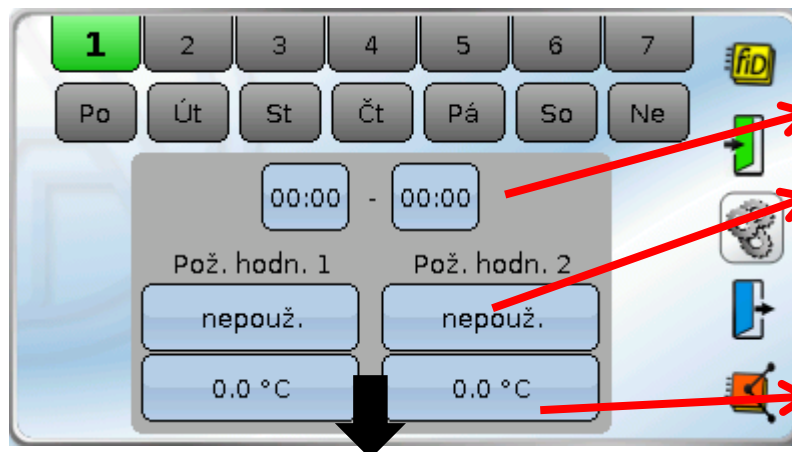 1 2 3 4 5 6 7
Po Út St Čt Pá So Ne
fiD
00:00 - 00:00
Pož. hodn. 1 Pož. hodn. 2
nepouž. nepouž.
0.0 °C 0.0 °C